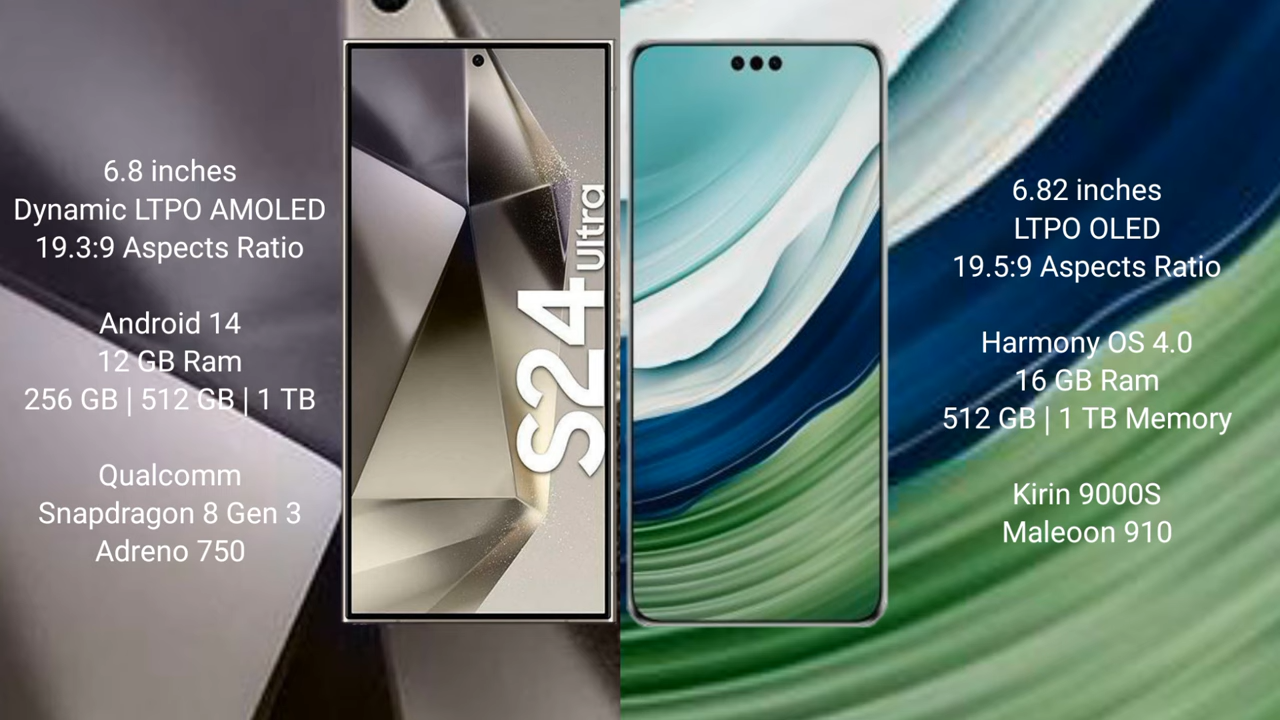 6.8 inches
Dynamic LTPO AMOLED
19.3:9 Aspects Ratio
Android 14
12 GB Ram
256 GB | 512 GB | 1 TB
Qualcomm
Snapdragon 8 Gen 3
Adreno 750
S24 ultra
6.82 inches
LTPO OLED
19.5:9 Aspects Ratio
Harmony OS 4.0
16 GB Ram
512 GB | 1 TB Memory
Kirin 9000S
Maleoon 910